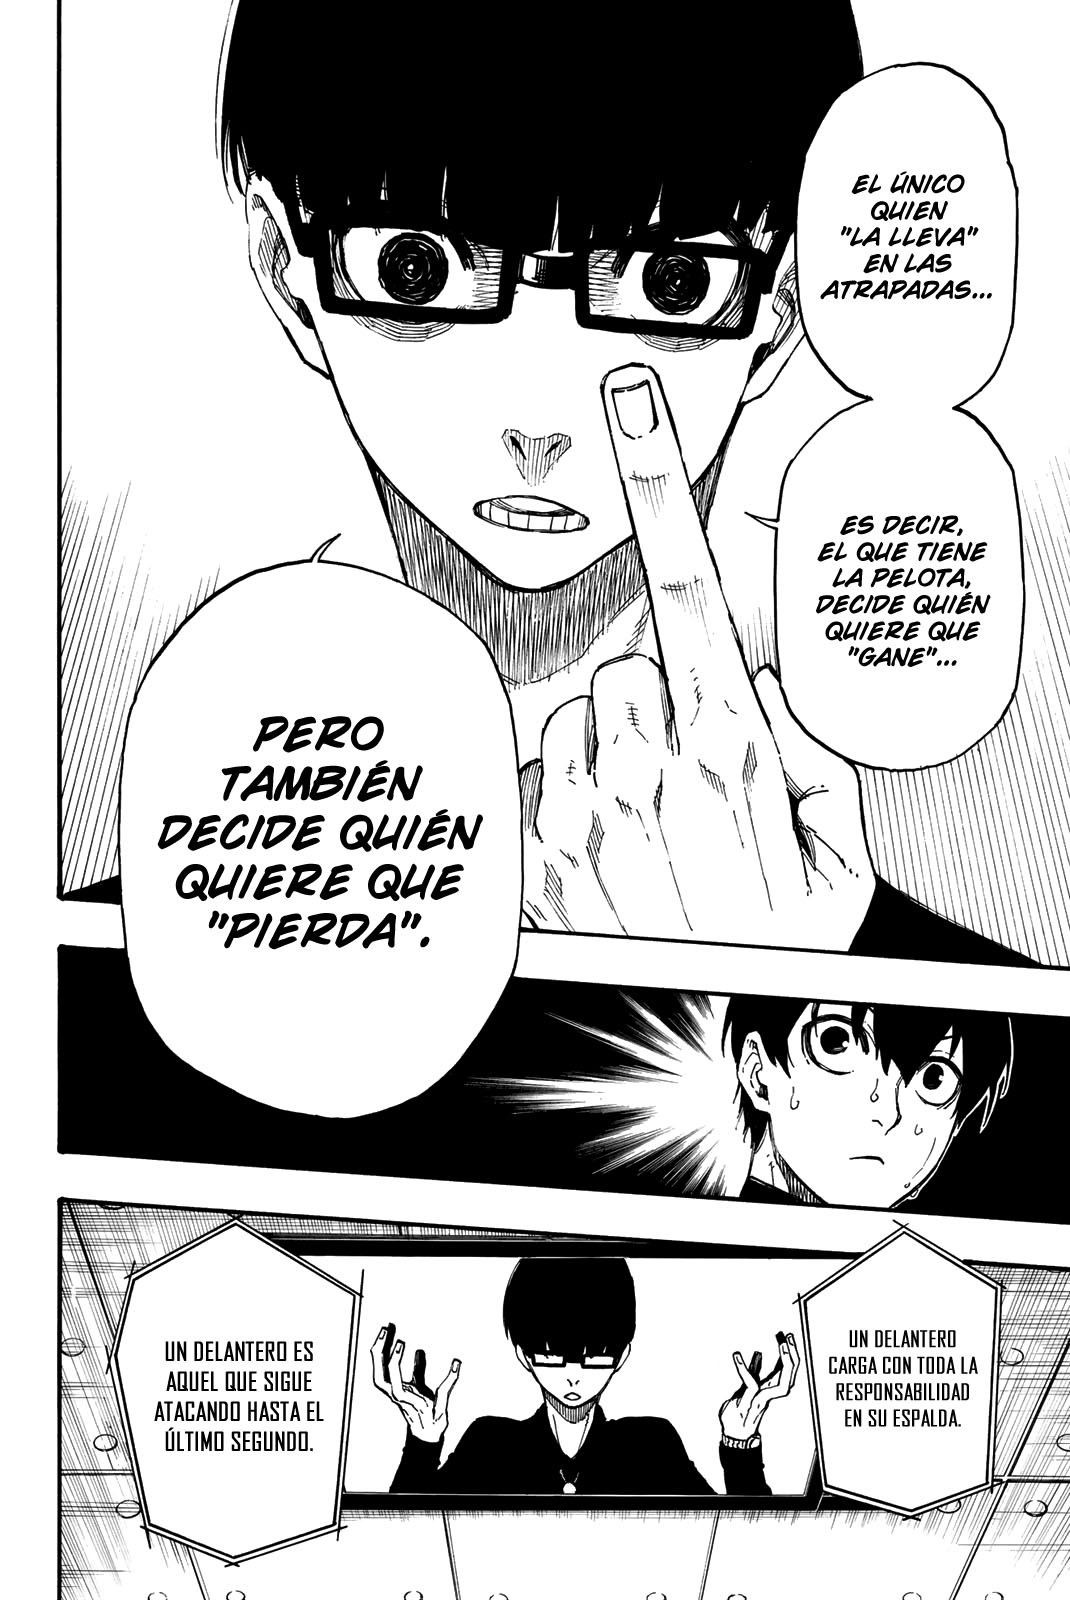 EL ÚNICO
QUIEN
"LA LLEVA"
EN LAS
ATRAPADAS...
ES DECIR,
EL QUE TIENE
LA PELOTA,
DECIDE QUIÉN
QUIERE QUE
"GANE"...
PERO
TAMBIÉN
DECIDE QUIÉN
QUIERE QUE
"PIERDA".
UN DELANTERO
CARGA CON TODA LA
RESPONSABILIDAD
EN SU ESPALDA.
UN DELANTERO ES
AQUEL QUE SIGUE
ATACANDO HASTA EL
ÚLTIMO SEGUNDO.